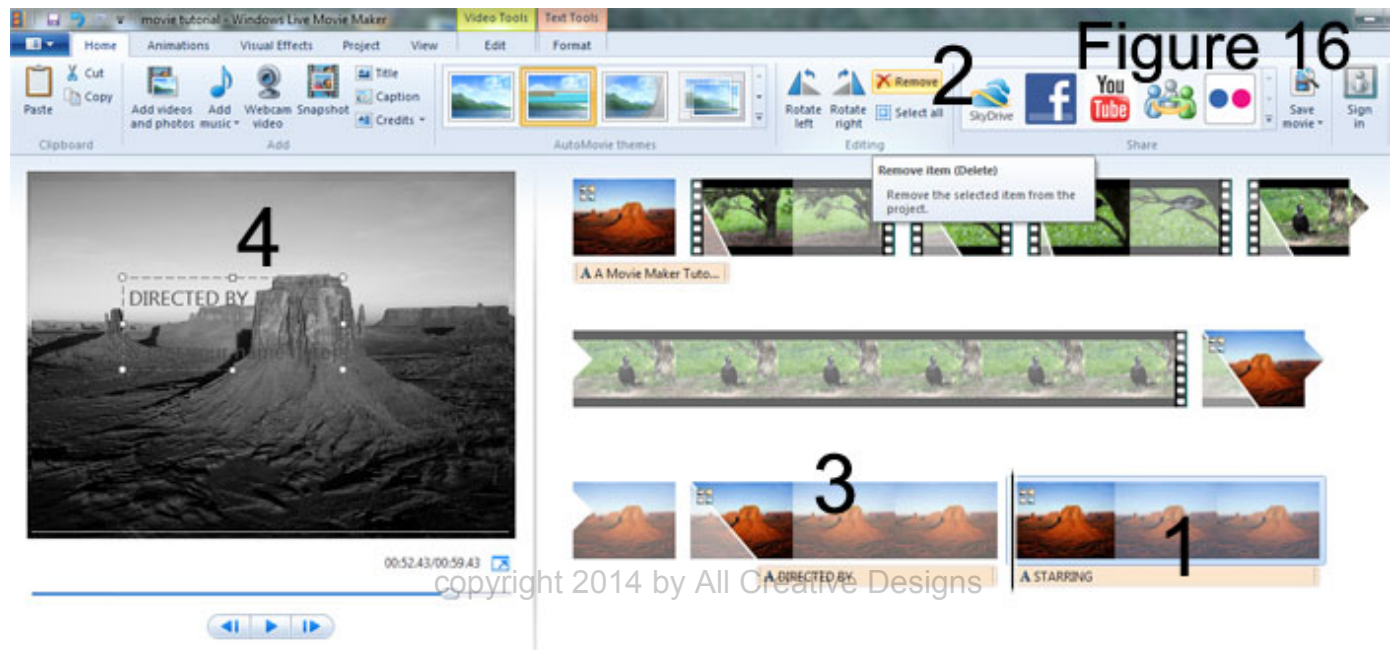 movie tutorial - Windows Live Movie Maker
Video Tools
Text Tools
Figure 16
Home
Animations
Visual Effects
Project
View
Edit
Format
2
Paste
Cut
Copy
Clipboard
Add videos and photos
Add music
Webcam video
Snapshot
Title
Caption
Credits
Add
AutoMovie themes
Rotate left
Rotate right
Remove
Select all
Editing
SkyDrive
f
You Tube
Share
Save movie
Sign in
Remove item (Delete)
Remove the selected item from the
project.
4
DIRECTED BY
A A Movie Maker Tuto...
3
1
A DIRECTED BY
A STARRING
00:52.43/00:59.43
copyright 2014 by All Creative Designs